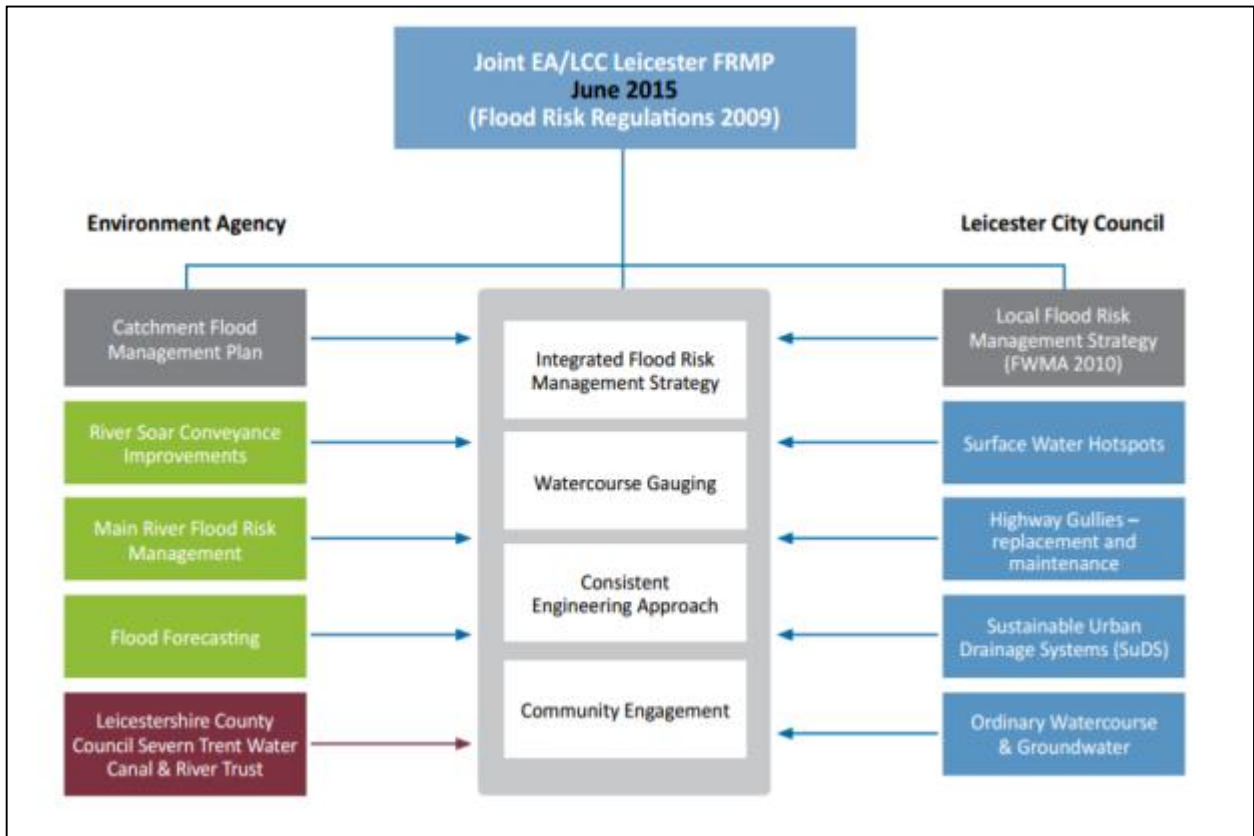 Joint EA/LCC Leicester FRMP
June 2015
(Flood Risk Regulations 2009)
Environment Agency
Leicester City Council
Catchment Flood
Management Plan
River Soar Conveyance
Improvements
Main River Flood Risk
Management
Flood Forecasting
Leicestershire County
Council Severn Trent Water
Canal & River Trust
Integrated Flood Risk
Management Strategy
Watercourse Gauging
Consistent
Engineering Approach
Community Engagement
Local Flood Risk
Management Strategy
(FWMA 2010)
Surface Water Hotspots
Highway Gullies –
replacement and
maintenance
Sustainable Urban
Drainage Systems (SuDS)
Ordinary Watercourse
& Groundwater